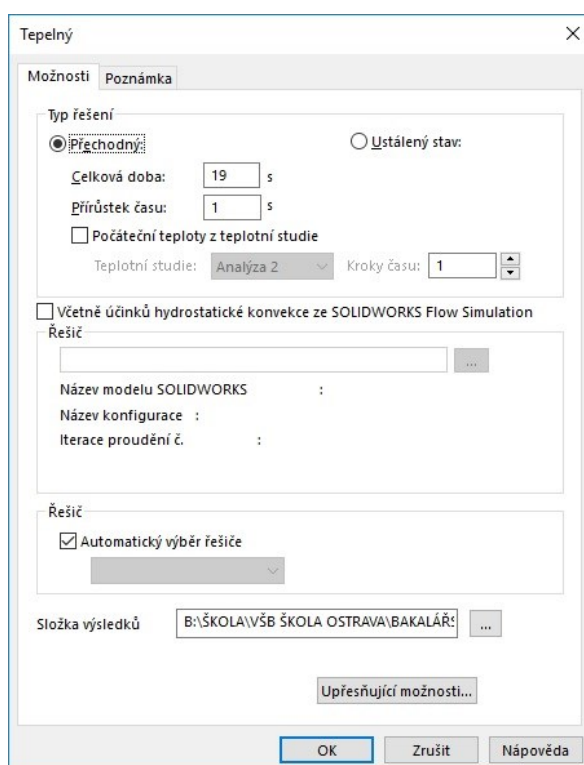 Tepelný
Možnosti Poznámka
Typ řešení
Přechodný: Ustálený stav:
Celková doba: 19 s
Přírůstek času: 1 s
Počáteční teploty z teplotní studie
Teplotní studie: Analýza 2 Kroky času: 1
Včetně účinků hydrostatické konvekce ze SOLIDWORKS Flow Simulation
Řešič
...
Název modelu SOLIDWORKS :
Název konfigurace :
Iterace proudění č. :
Řešič
Automatický výběr řešiče
Složka výsledků B:\ŠKOLA\VŠB ŠKOLA OSTRAVA\BAKALÁŘS ...
Upřesňující možnosti...
OK Zrušit Nápověda